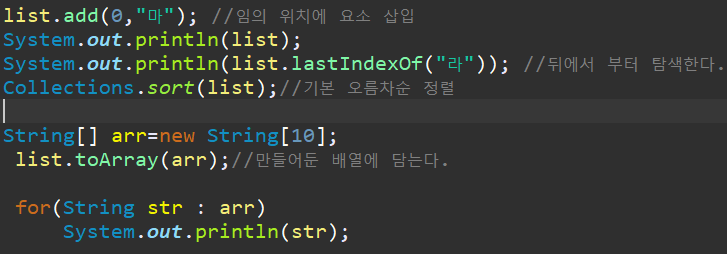 list.add(0,"마"); //임의 위치에 요소 삽입
System.out.println(list);
System.out.println(list.lastIndexOf("라")); //뒤에서 부터 탐색한다.
Collections.sort(list);//기본 오름차순 정렬
String[] arr=new String[10];
list.toArray(arr);//만들어둔 배열에 담는다.
for(String str : arr)
System.out.println(str);